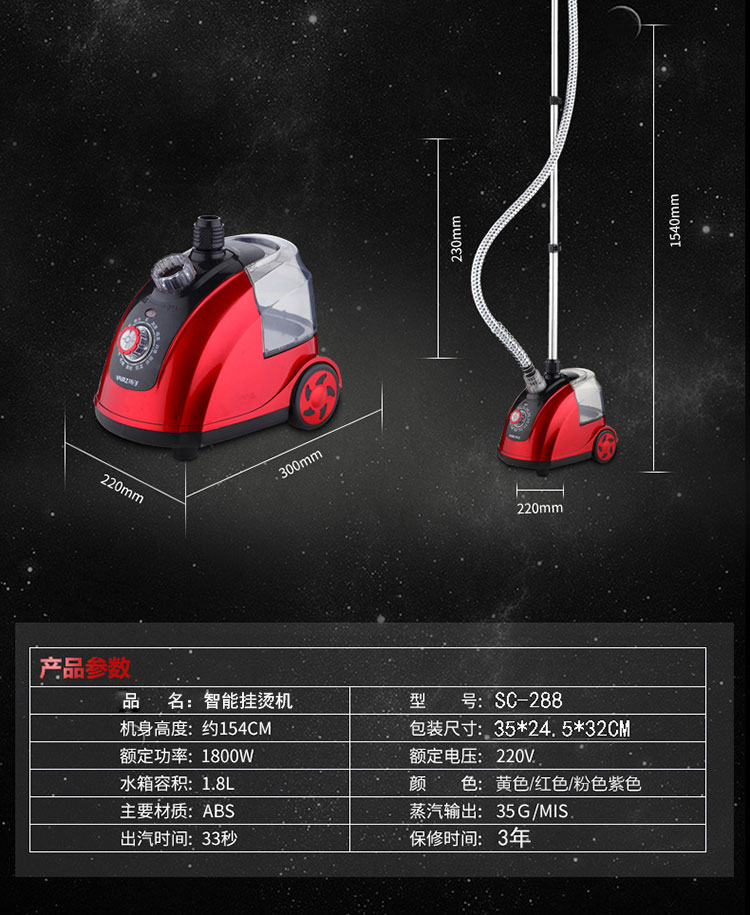 1540mm
230mm
300mm
220mm
220mm
产品参数
品 名: 智能挂烫机 型 号: SC-288
机身高度: 约154CM 包装尺寸: 35*24.5*32CM
额定功率: 1800W 额定电压: 220V
水箱容积: 1.8L 颜 色: 黄色/红色/粉色紫色
主要材质: ABS 蒸汽输出: 35G/MIS
出汽时间: 33秒 保修时间: 3年